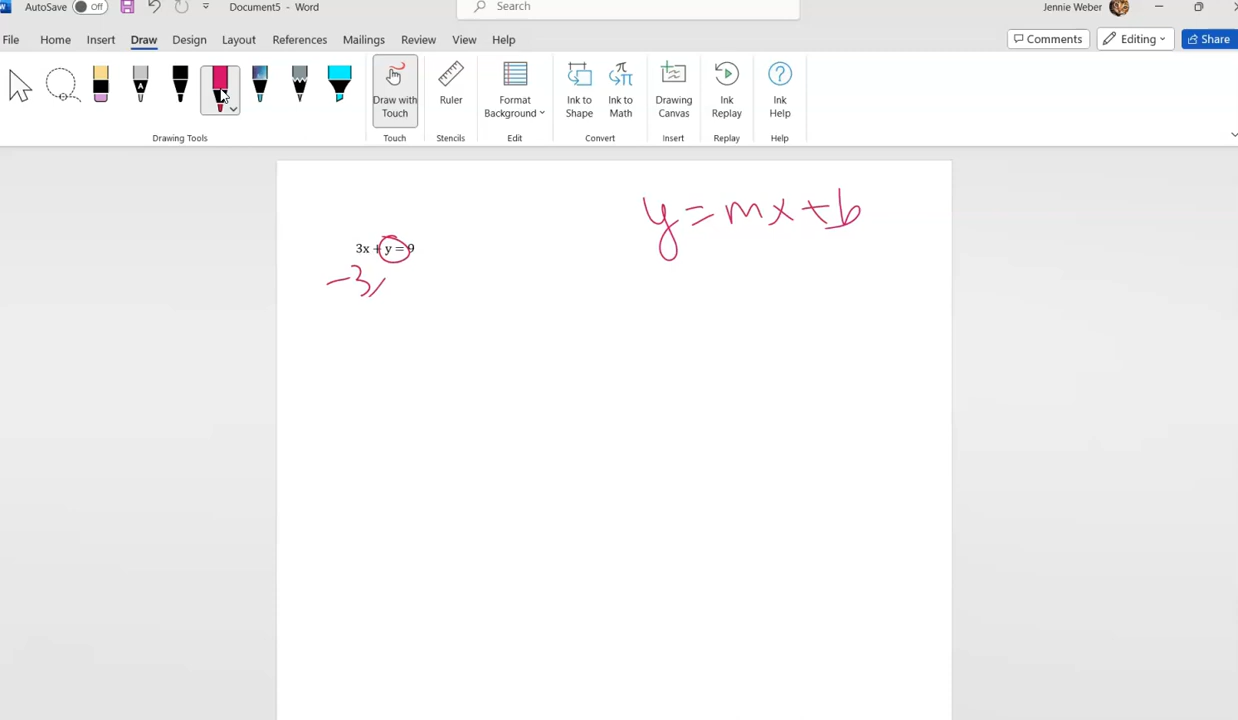 AutoSave Off Document5 - Word Search Jennie Weber
File Home Insert Draw Design Layout References Mailings Review View Help Comments Editing Share
Draw with Touch
Ruler
Format Background
Ink to Shape
Ink to Math
Drawing Canvas
Ink Replay
Ink Help
Drawing Tools Touch Stencils Edit Convert Insert Replay Help
y = mx + b
3x + y = 9
-3